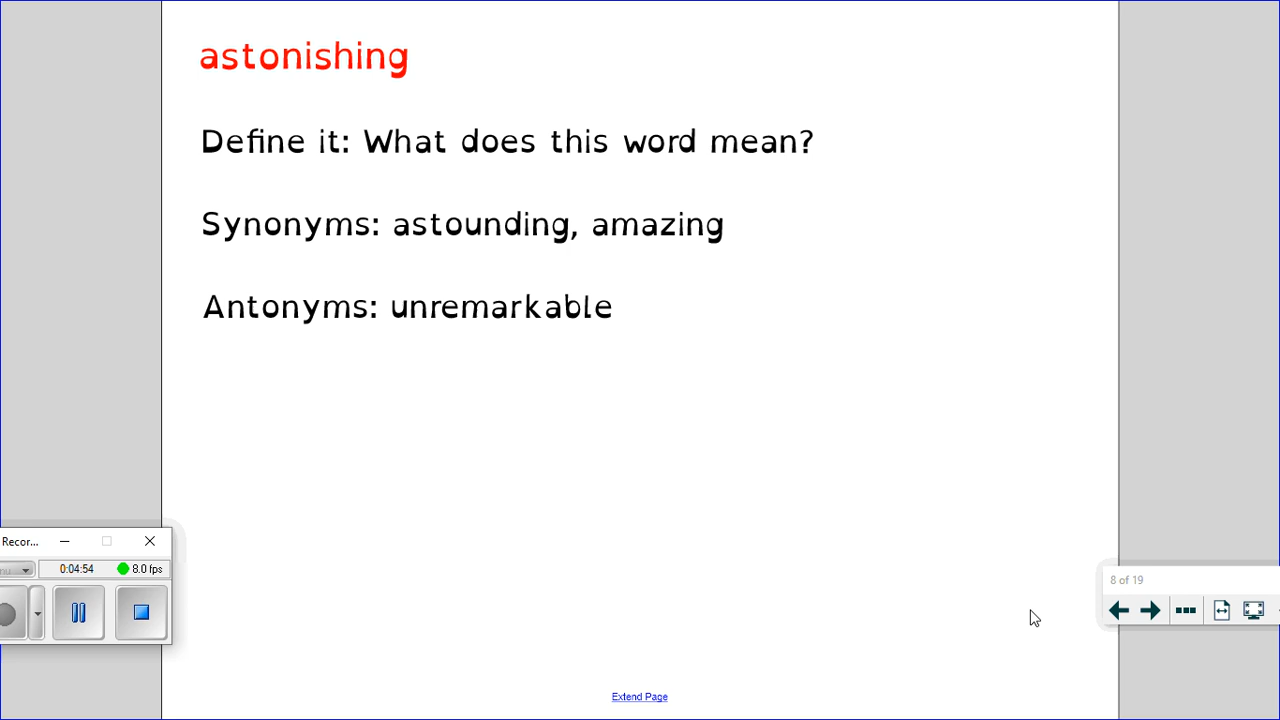 astonishing
Define it: What does this word mean?
Synonyms: astounding, amazing
Antonyms: unremarkable
Recor...
0:04:54 8.0 fps
8 of 19
Extend Page